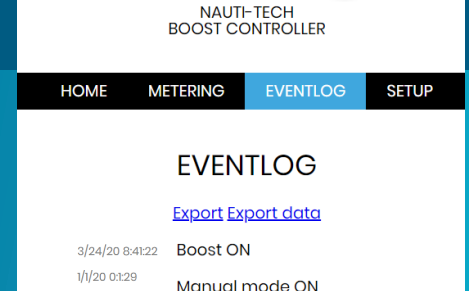 NAUTI-TECH
BOOST CONTROLLER
HOME METERING EVENTLOG SETUP
EVENTLOG
Export Export data
3/24/20 8:41:22 Boost ON
1/1/20 0:1:29 Manual mode ON